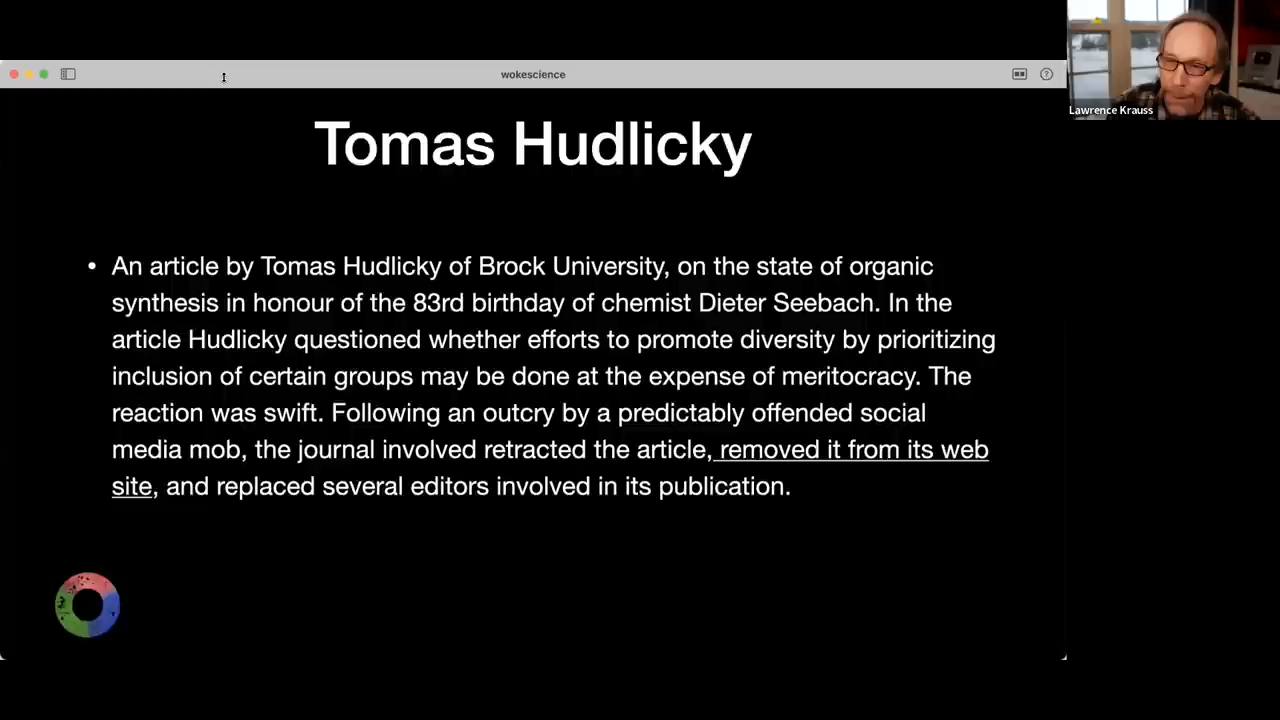 wokescience
Lawrence Krauss
Tomas Hudlicky
• An article by Tomas Hudlicky of Brock University, on the state of organic
synthesis in honour of the 83rd birthday of chemist Dieter Seebach. In the
article Hudlicky questioned whether efforts to promote diversity by prioritizing
inclusion of certain groups may be done at the expense of meritocracy. The
reaction was swift. Following an outcry by a predictably offended social
media mob, the journal involved retracted the article, removed it from its web
site, and replaced several editors involved in its publication.